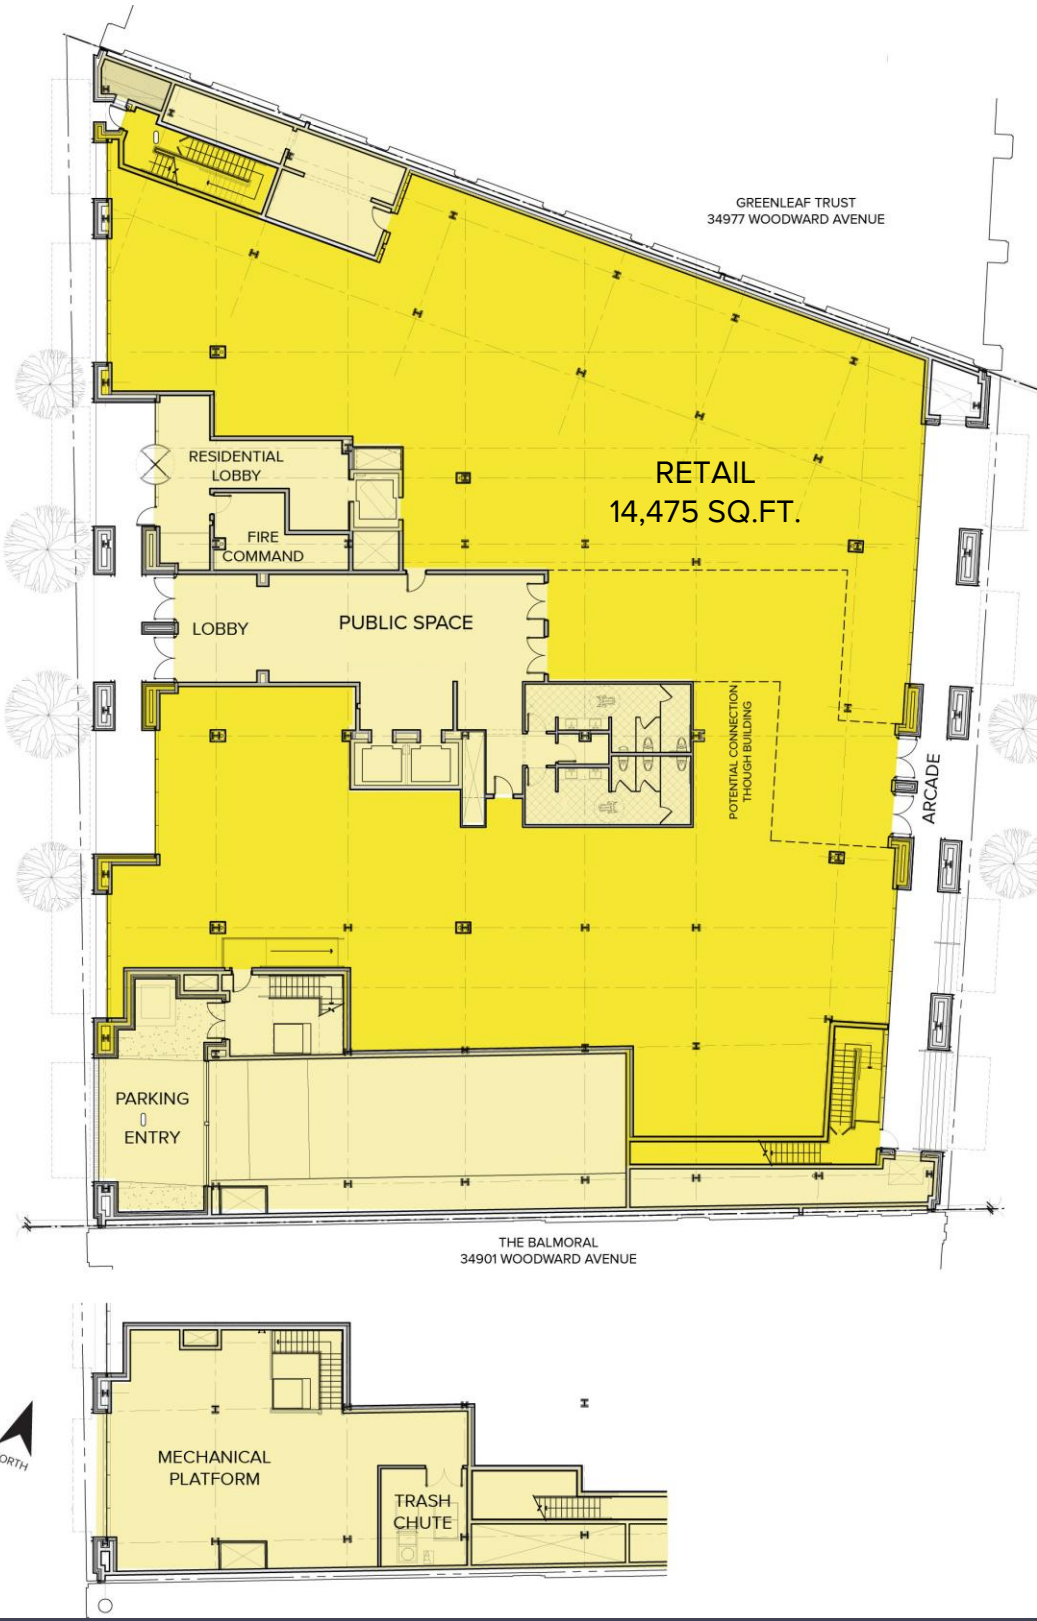 GREENLEAF TRUST
34977 WOODWARD AVENUE
RETAIL
14,475 SQ.FT.
RESIDENTIAL
LOBBY
FIRE
COMMAND
LOBBY
PUBLIC SPACE
POTENTIAL CONNECTION
THOUGH BUILDING
ARCADE
PARKING
ENTRY
THE BALMORAL
34901 WOODWARD AVENUE
MECHANICAL
PLATFORM
TRASH
CHUTE
ORTH